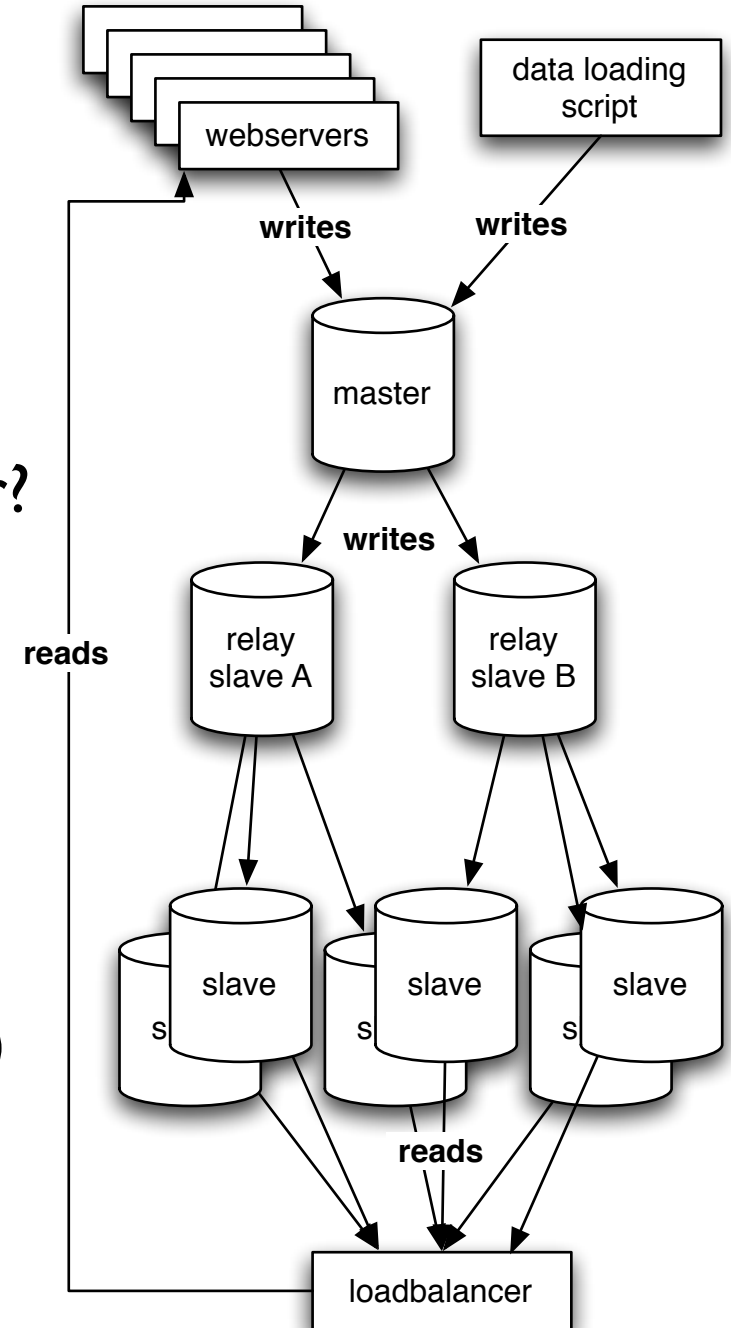 webservers
data loading
script
writes
writes
master
?
writes
relay
slave A
relay
slave B
reads
slave
slave
slave
s
s
s
)
reads
loadbalancer